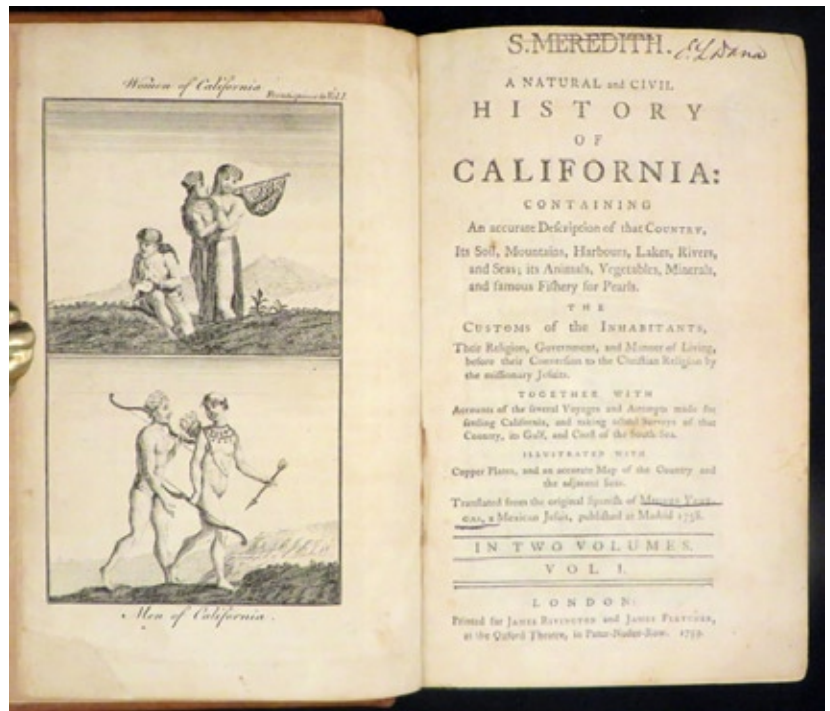 Women of California
Frontispiece to Vol. I.
Men of California.
S. MEREDITH. E L Dana
A NATURAL and CIVIL
HISTORY
OF
CALIFORNIA:
CONTAINING
An accurate Deſcription of that COUNTRY,
Its Soil, Mountains, Harbours, Lakes, Rivers,
and Seas; its Animals, Vegetables, Minerals,
and famous Fiſhery for Pearls.
THE
CUSTOMS of the INHABITANTS,
Their Religion, Government, and Manner of Living,
before their Converſion to the Chriſtian Religion by
the miſſionary Jeſuits.
TOGETHER WITH
Accounts of the ſeveral Voyages and Attempts made for
ſettling California, and taking actual Surveys of that
Country, its Gulf, and Coaſt of the South-Sea.
ILLUSTRATED WITH
Copper Plates, and an accurate Map of the Country and
the adjacent Seas.
Tranſlated from the original Spaniſh of MIGUEL VENE-
GAS, a Mexican Jeſuit, publiſhed at Madrid 1758.
IN TWO VOLUMES.
VOL I.
LONDON:
Printed for JAMES RIVINGTON and JAMES FLETCHER,
at the Oxford Theatre, in Pater-Noſter-Row. 1759.